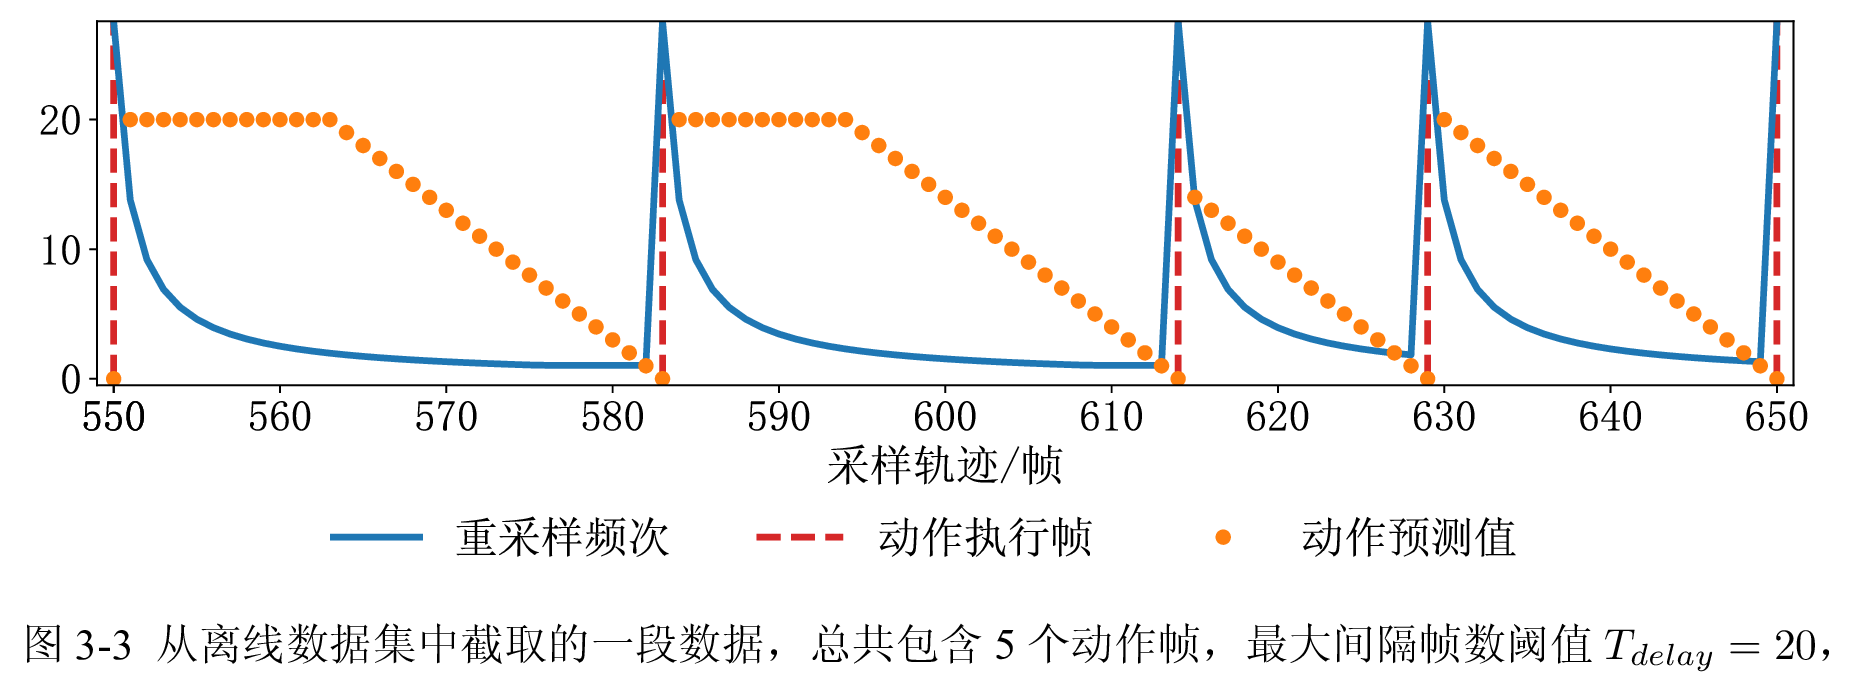 20
10
0
550 560 570 580 590 600 610 620 630 640 650
采样轨迹/帧
重采样频次 动作执行帧 动作预测值
图 3-3 从离线数据集中截取的一段数据，总共包含 5 个动作帧，最大间隔帧数阈值 T_{delay} = 20，